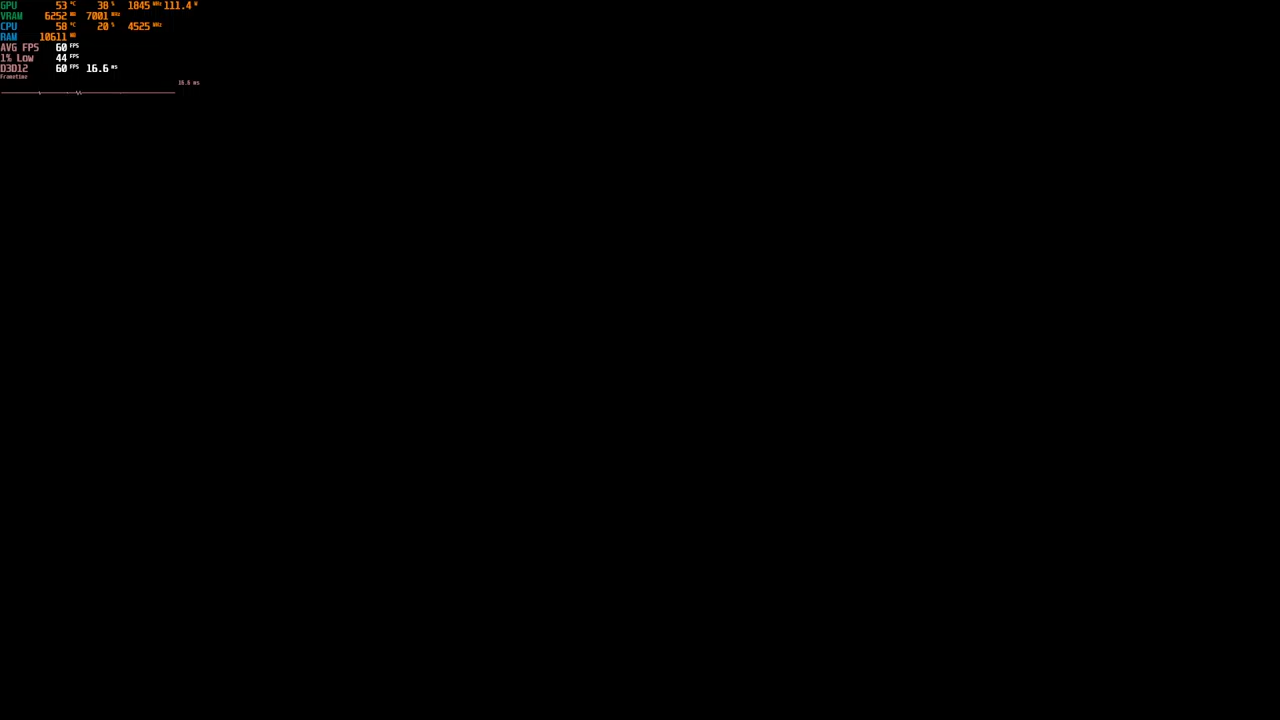 GPU 53 °C 38 % 1845 MHz 111.4 W
VRAM 6252 MB 7001 MHz
CPU 58 °C 20 % 4525 MHz
RAM 10611 MB
AVG FPS 60 FPS
1% Low 44 FPS
D3D12 60 FPS 16.6 ms
Frametime
16.6 ms